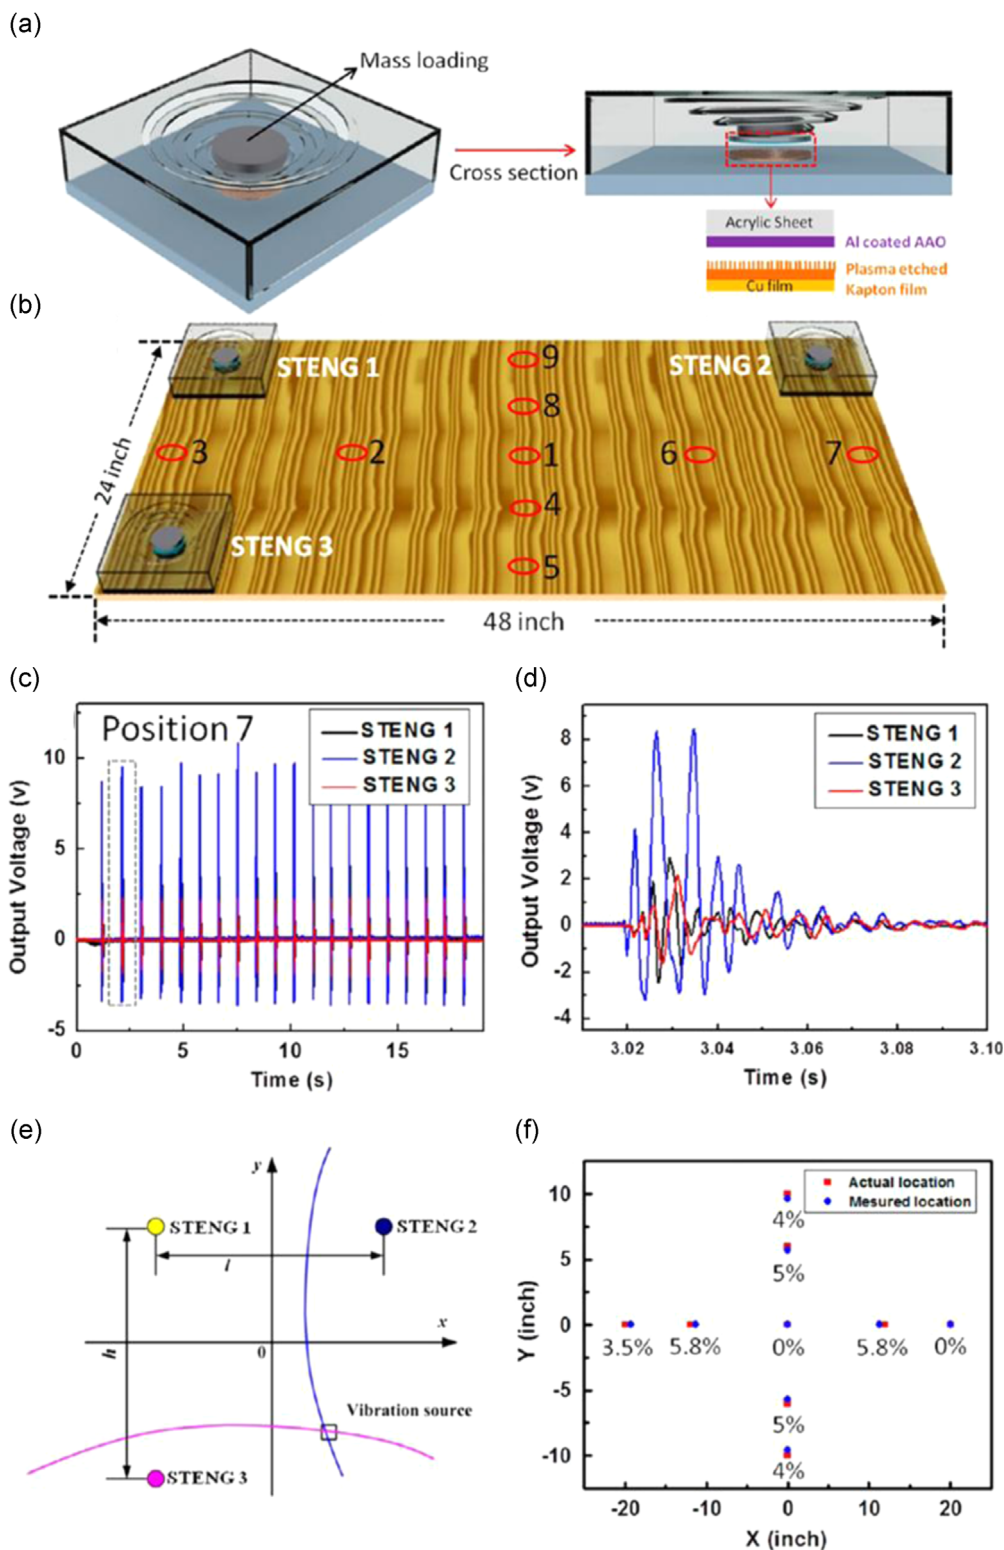 (a)
Mass loading
Cross section
Acrylic Sheet
Al coated AAO
Plasma etched
Cu film
Kapton film
(b)
STENG 1
STENG 2
9
8
3
2
1
6
7
4
5
STENG 3
24 inch
48 inch
(c)
Position 7
STENG 1
STENG 2
STENG 3
10
5
0
-5
Output Voltage (v)
0
5
10
15
Time (s)
(d)
STENG 1
STENG 2
STENG 3
8
6
4
2
0
-2
-4
Output Voltage (v)
3.02
3.04
3.06
3.08
3.10
Time (s)
(e)
y
STENG 1
STENG 2
l
x
0
h
Vibration source
STENG 3
(f)
Actual location
Mesured location
10
5
0
-5
-10
Y (inch)
4%
5%
3.5%
5.8%
0%
5.8%
0%
5%
4%
-20
-10
0
10
20
X (inch)